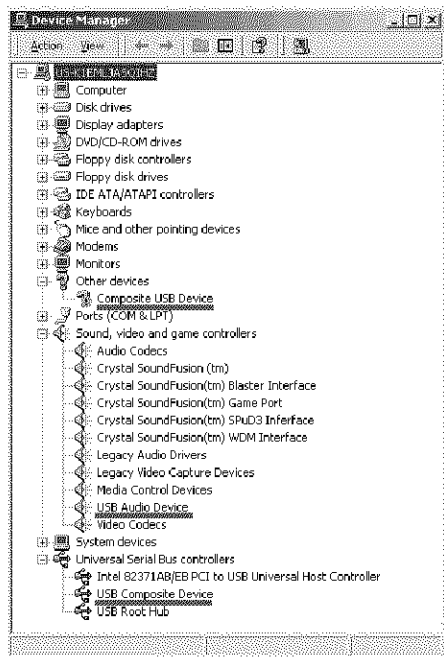 Device Manager
Action View
Computer
Disk drives
Display adapters
DVD/CD-ROM drives
Floppy disk controllers
Floppy disk drives
IDE ATA/ATAPI controllers
Keyboards
Mice and other pointing devices
Modems
Monitors
Other devices
Composite USB Device
Ports (COM & LPT)
Sound, video and game controllers
Audio Codecs
Crystal SoundFusion (tm)
Crystal SoundFusion(tm) Blaster Interface
Crystal SoundFusion(tm) Game Port
Crystal SoundFusion(tm) SPuD3 Inferface
Crystal SoundFusion(tm) WDM Interface
Legacy Audio Drivers
Legacy Video Capture Devices
Media Control Devices
USB Audio Device
Video Codecs
System devices
Universal Serial Bus controllers
Intel 82371AB/EB PCI to USB Universal Host Controller
USB Composite Device
USB Root Hub